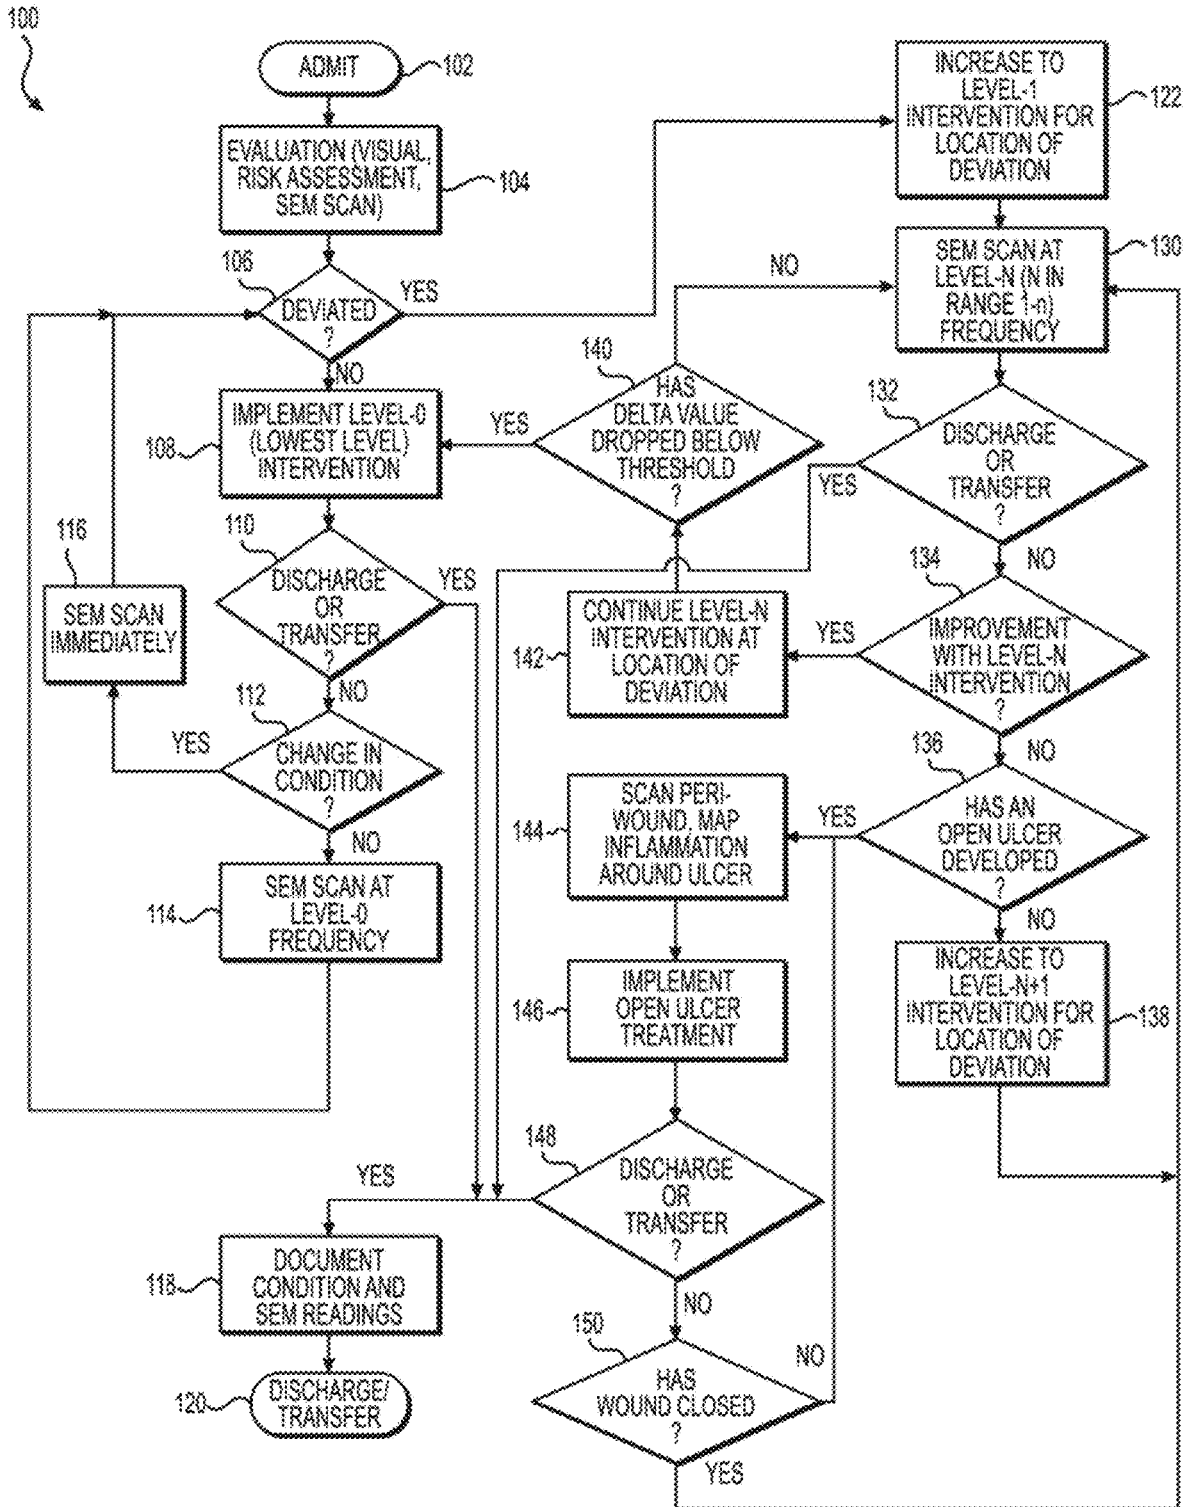 100
ADMIT
102
EVALUATION (VISUAL,
RISK ASSESSMENT,
SEM SCAN)
104
106
DEVIATED
?
YES
NO
IMPLEMENT LEVEL-0
(LOWEST LEVEL)
INTERVENTION
108
110
DISCHARGE
OR
TRANSFER
?
YES
NO
116
SEM SCAN
IMMEDIATELY
112
CHANGE IN
CONDITION
?
YES
NO
SEM SCAN AT
LEVEL-0
FREQUENCY
114
YES
DOCUMENT
CONDITION AND
SEM READINGS
118
DISCHARGE/
TRANSFER
120
140
HAS
DELTA VALUE
DROPPED BELOW
THRESHOLD
?
NO
YES
CONTINUE LEVEL-N
INTERVENTION AT
LOCATION OF
DEVIATION
142
SCAN PERI-
WOUND, MAP
INFLAMMATION
AROUND ULCER
144
IMPLEMENT
OPEN ULCER
TREATMENT
146
148
DISCHARGE
OR
TRANSFER
?
NO
150
HAS
WOUND CLOSED
?
NO
YES
INCREASE TO
LEVEL-1
INTERVENTION FOR
LOCATION OF
DEVIATION
122
SEM SCAN AT
LEVEL-N (N IN
RANGE 1-n)
FREQUENCY
130
132
DISCHARGE
OR
TRANSFER
?
YES
NO
134
IMPROVEMENT
WITH LEVEL-N
INTERVENTION
?
YES
NO
136
HAS AN
OPEN ULCER
DEVELOPED
?
YES
NO
INCREASE TO
LEVEL-N+1
INTERVENTION FOR
LOCATION OF
DEVIATION
138